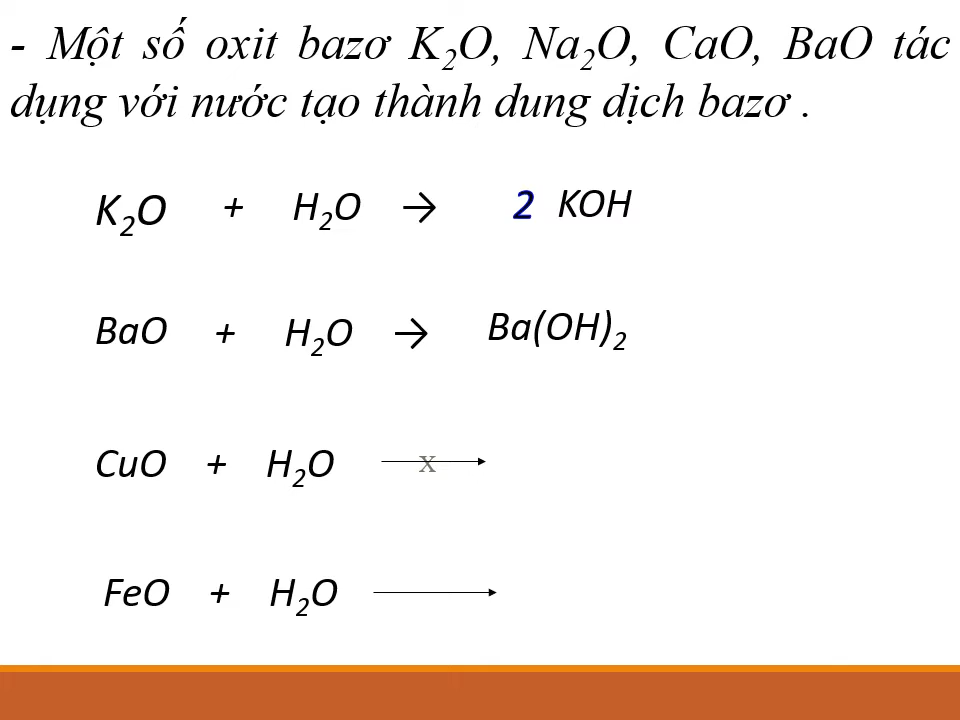 - Một số oxit bazơ K₂O, Na₂O, CaO, BaO tác
dụng với nước tạo thành dung dịch bazơ .
K₂O + H₂O → 2 KOH
BaO + H₂O → Ba(OH)₂
CuO + H₂O x→
FeO + H₂O →